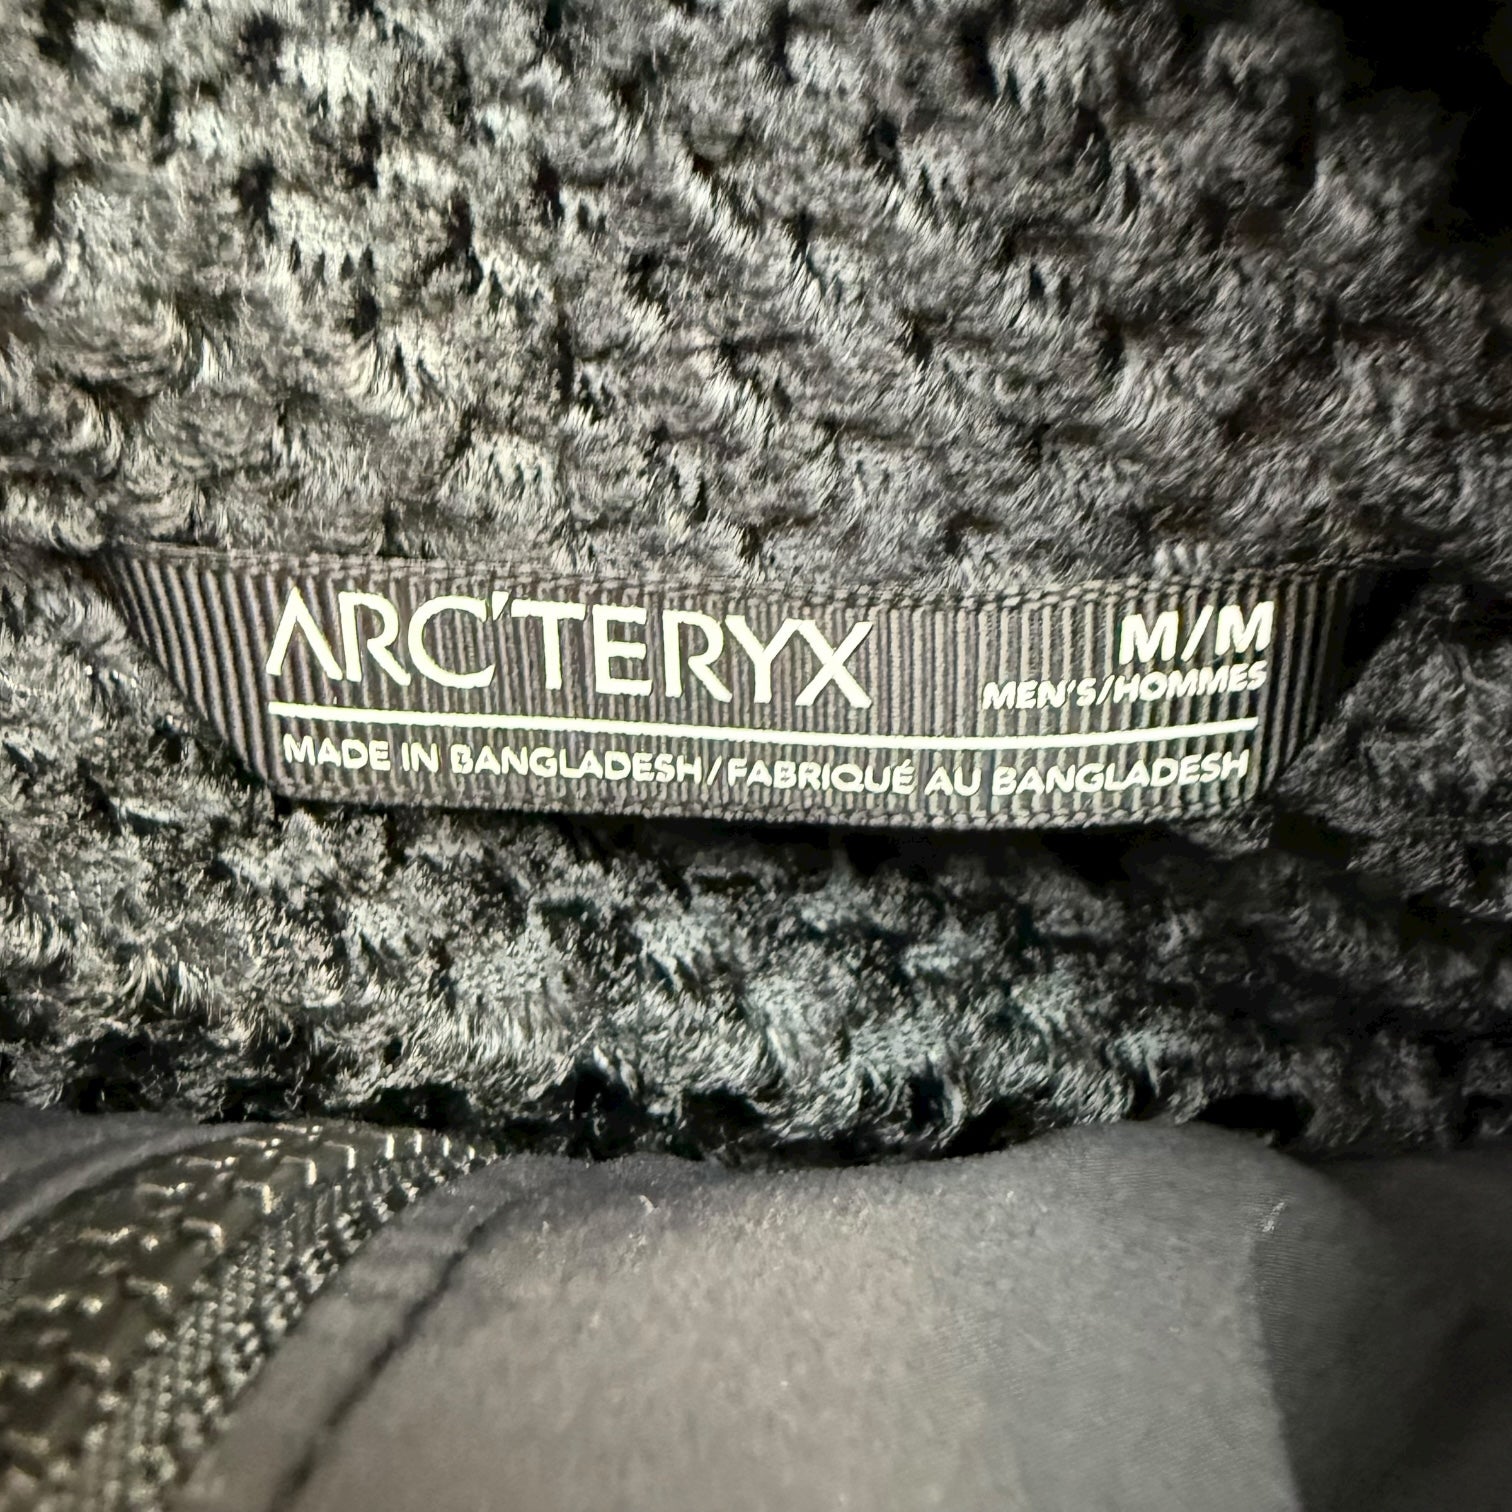 ARC'TERYX
M/M
MEN'S/HOMMES
MADE IN BANGLADESH/FABRIQUÉ AU BANGLADESH